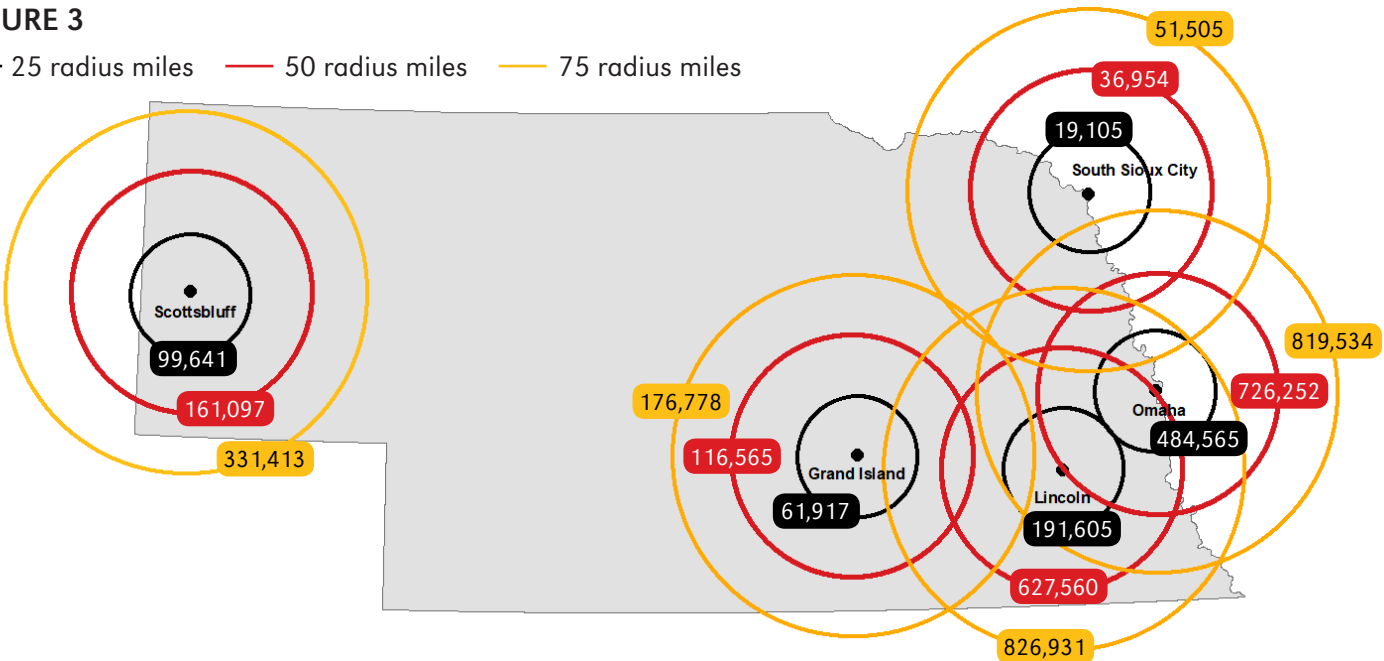 URE 3
25 radius miles
50 radius miles
75 radius miles
51,505
36,954
19,105
South Sioux City
Scottsbluff
99,641
161,097
331,413
819,534
726,252
Omaha
484,565
176,778
116,565
Grand Island
61,917
Lincoln
191,605
627,560
826,931